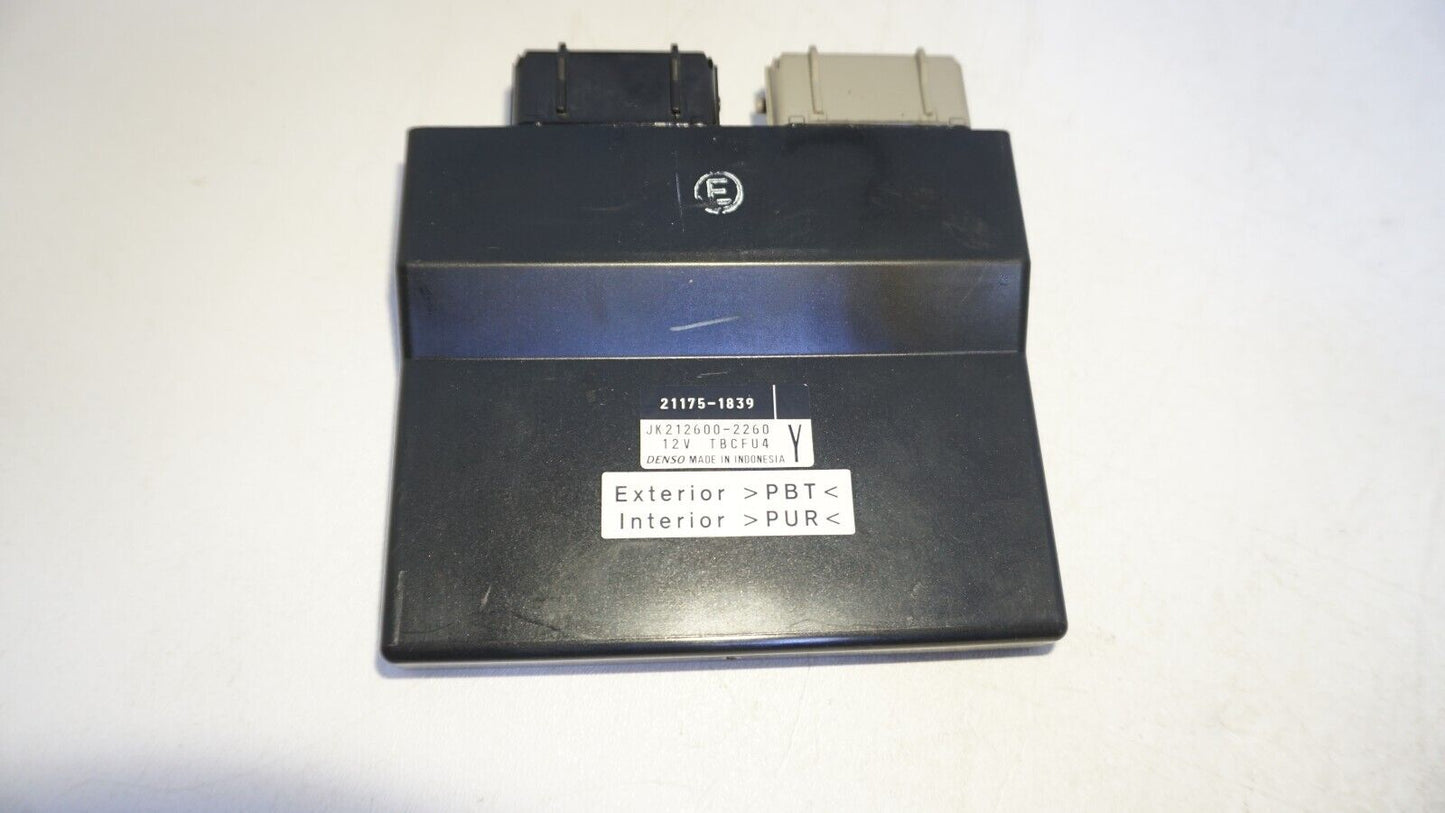 E
21175-1839
JK212600-2260
12V TBCFU4
Y
DENSO MADE IN INDONESIA
Exterior >PBT<
Interior >PUR<